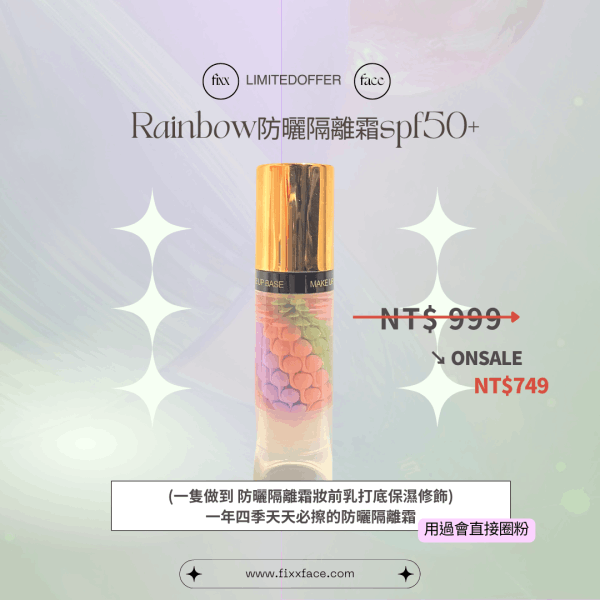 fixx LIMITEDOFFER face
Rainbow防曬隔離霜spf50+
UP BASE MAKE
NT$ 999
↘ ONSALE
NT$749
(一隻做到 防曬隔離霜妝前乳打底保濕修飾)
一年四季天天必擦的防曬隔離霜
用過會直接圈粉
www.fixxface.com